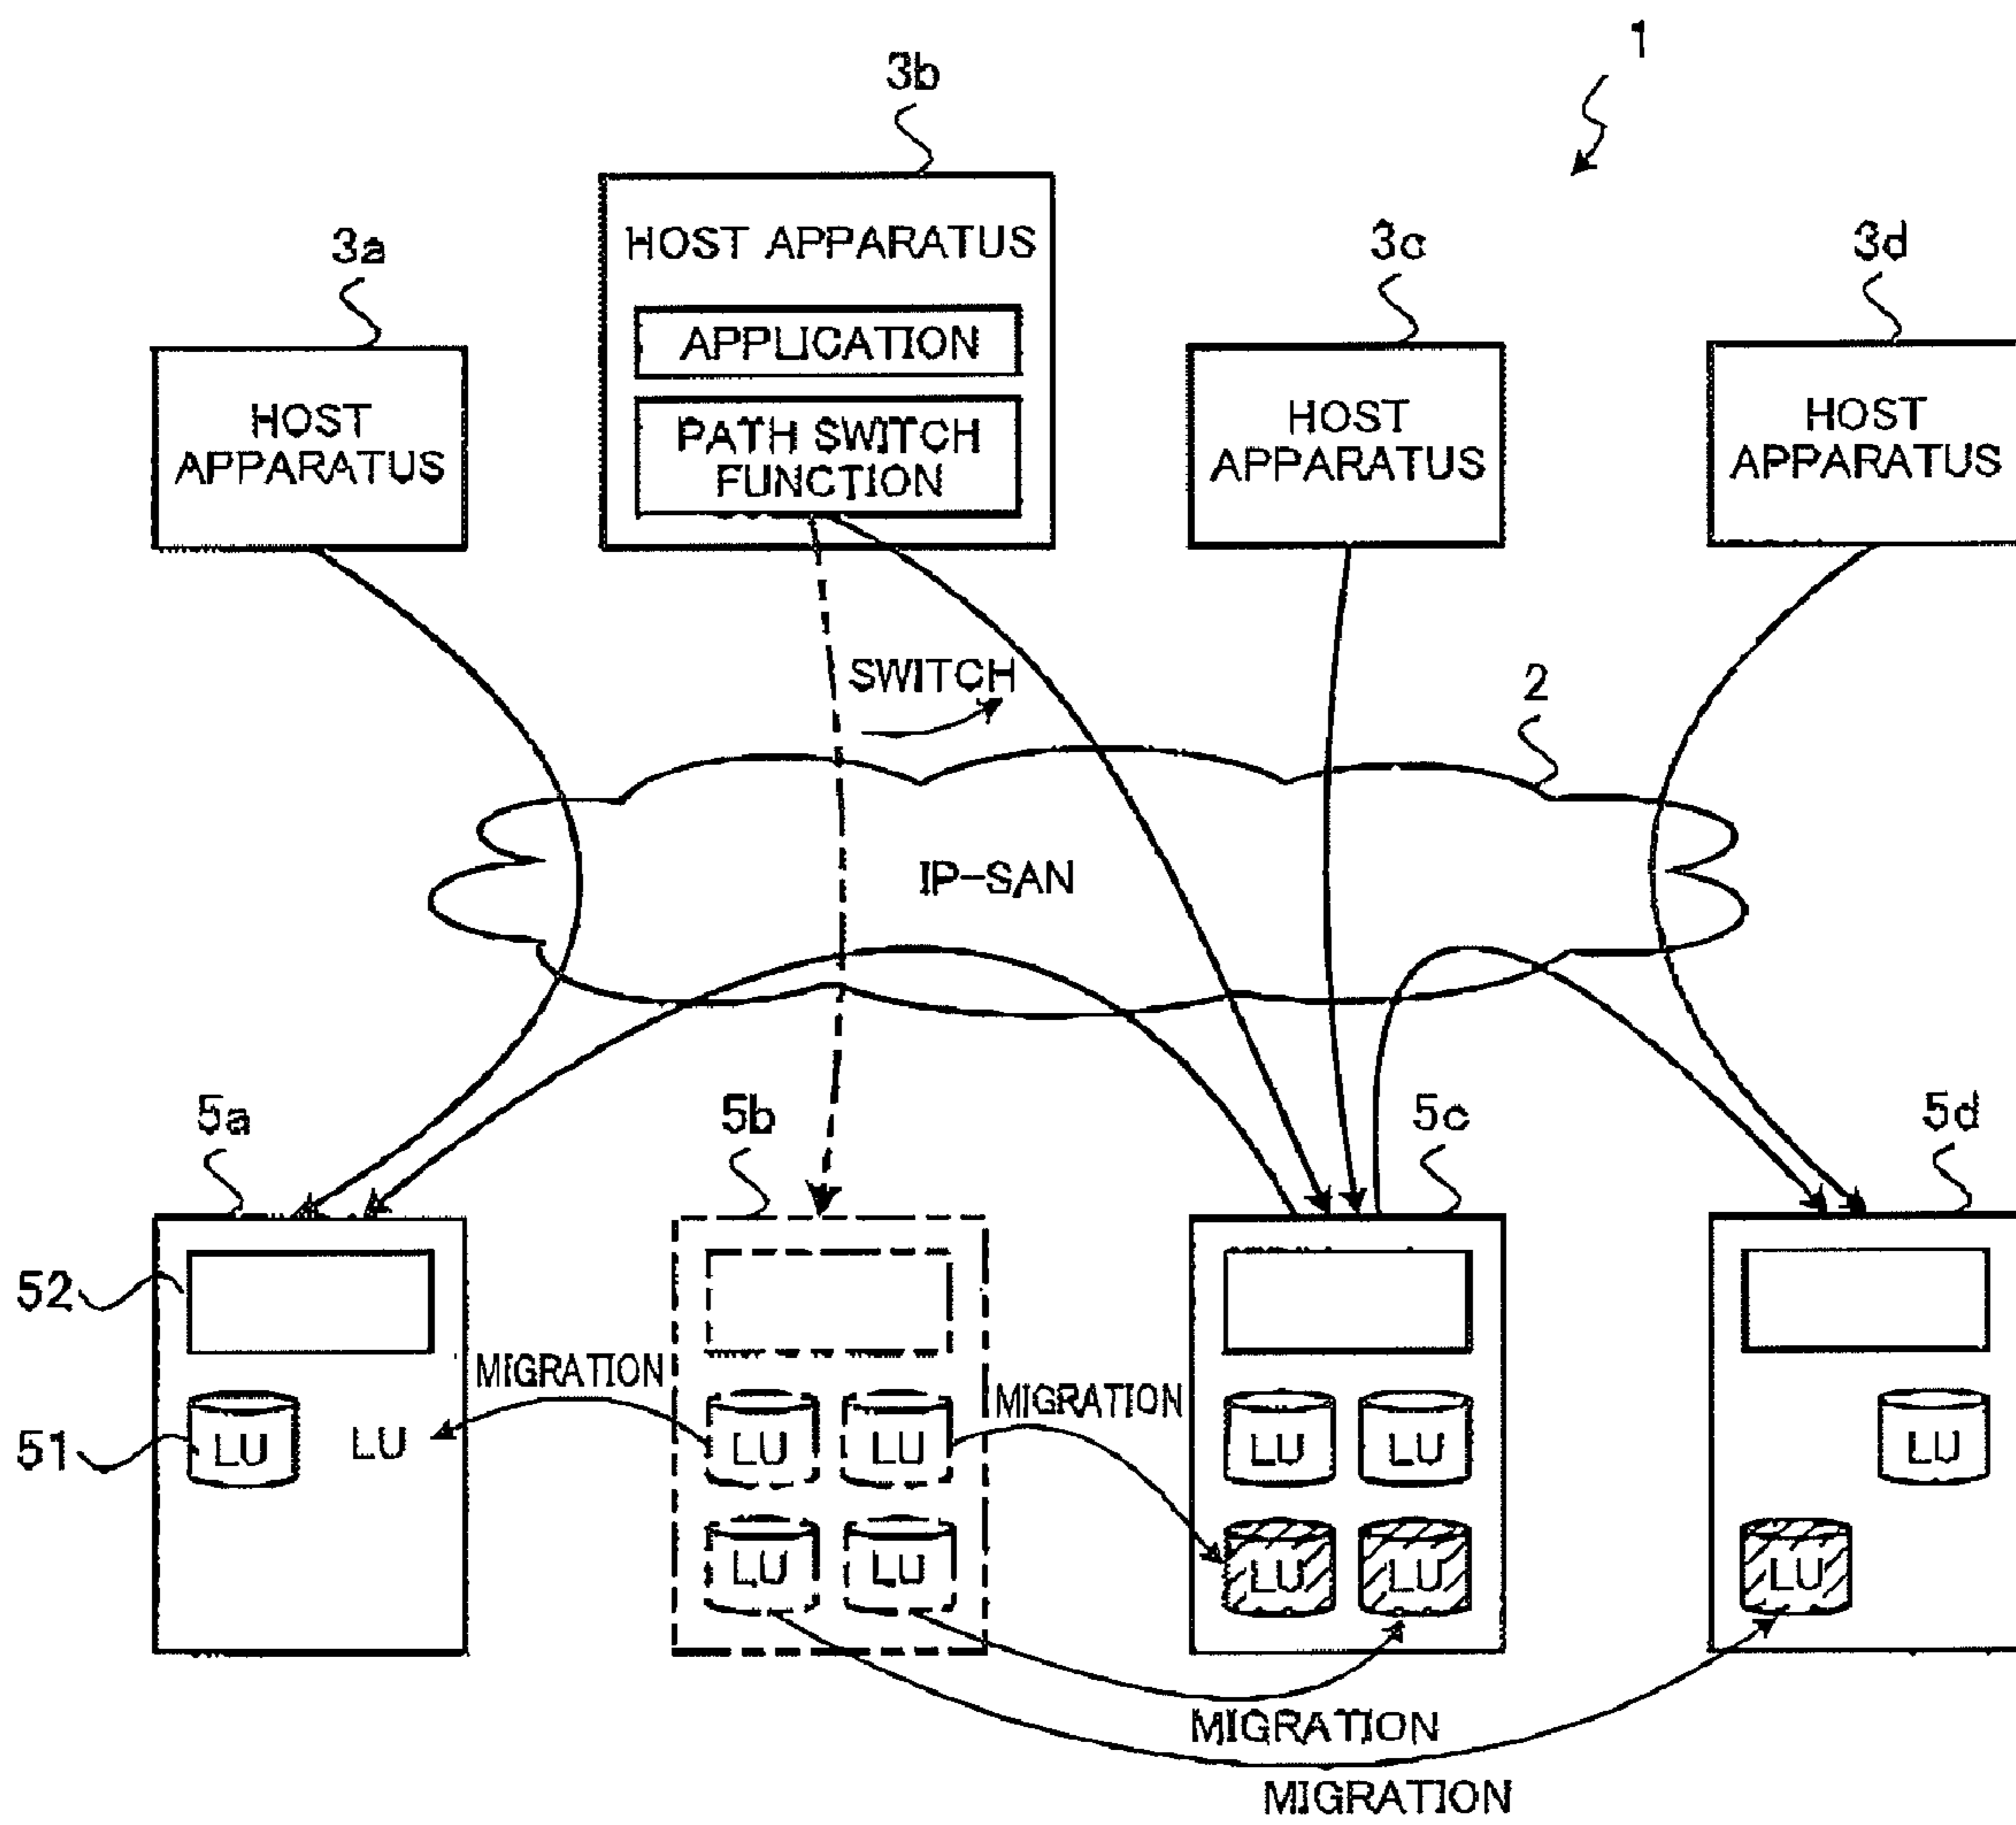 1
3b
HOST APPARATUS
3a
3c
3d
APPLICATION
PATH SWITCH
FUNCTION
HOST
APPARATUS
HOST
APPARATUS
HOST
APPARATUS
SWITCH
2
IP-SAN
5a
5b
5c
5d
52
MIGRATION
MIGRATION
51
LU
LU
LU
LU
LU
LU
LU
LU
LU
LU
LU
LU
MIGRATION
MIGRATION